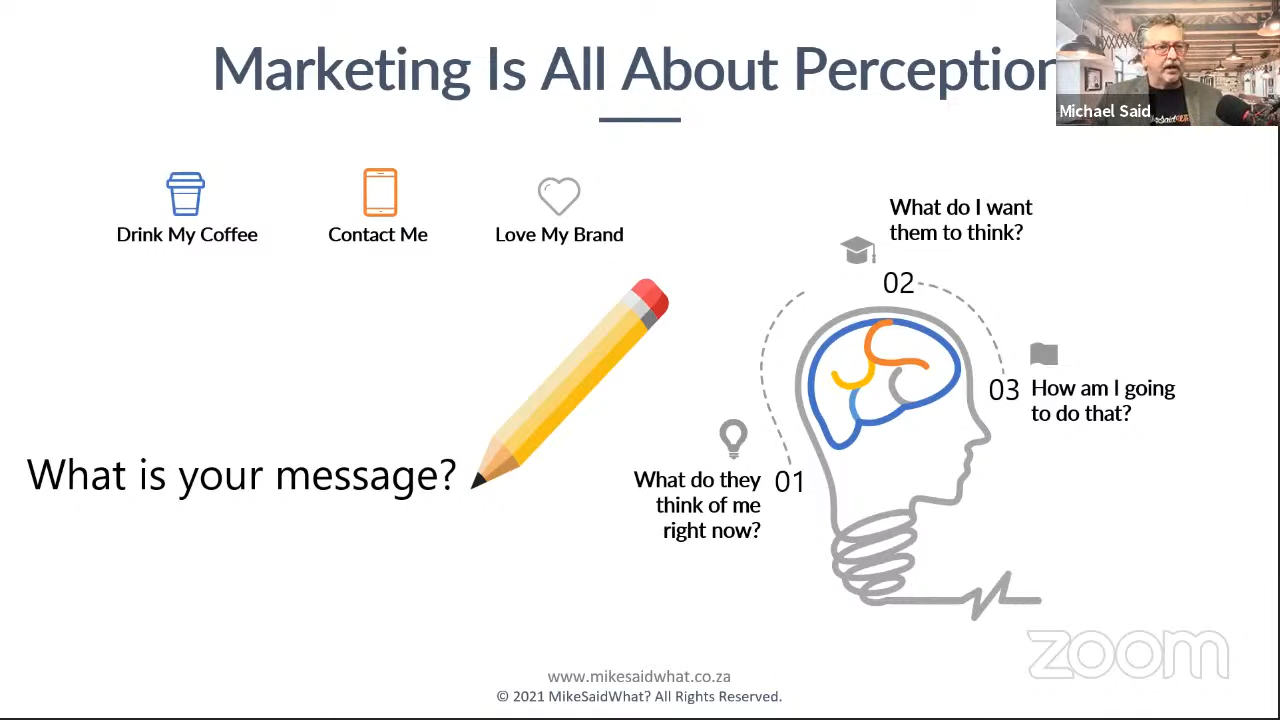 Marketing Is All About Perception
Michael Said
Drink My Coffee
Contact Me
Love My Brand
What do I want
them to think?
02
03
How am I going
to do that?
What is your message?
What do they
think of me
right now?
01
zoom
www.mikesaidwhat.co.za
© 2021 MikeSaidWhat? All Rights Reserved.